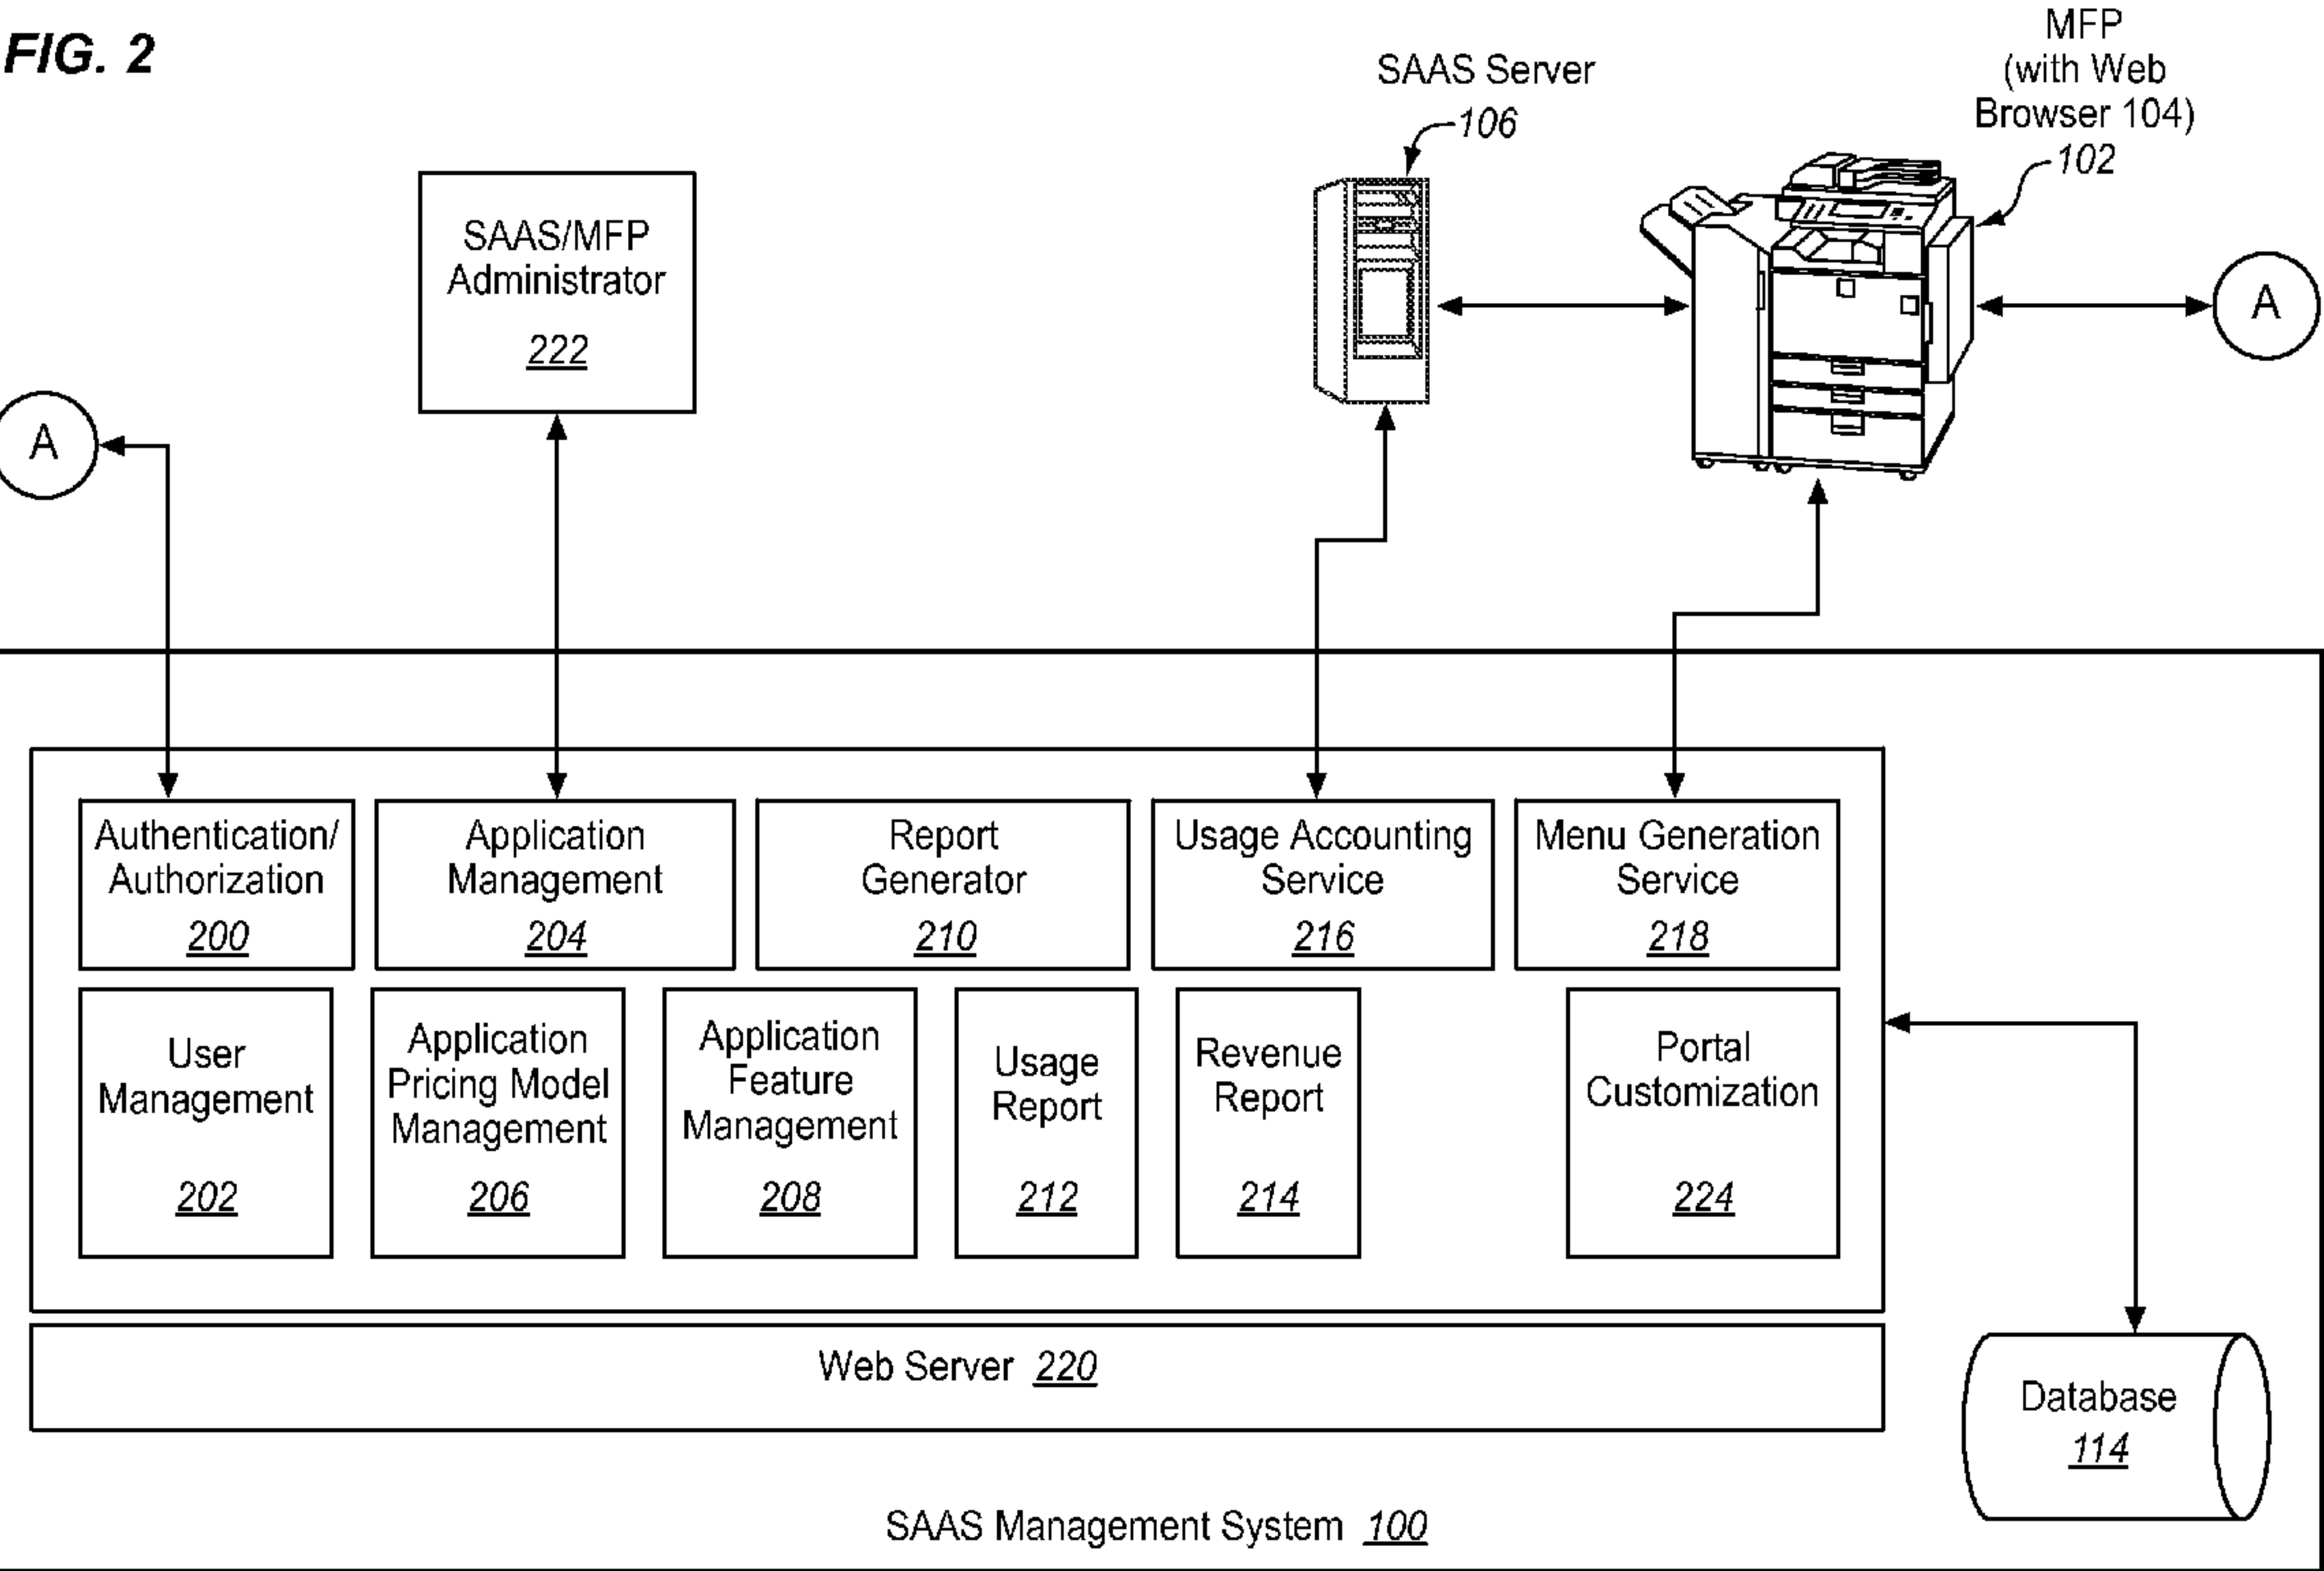 FIG. 2
SAAS Server
106
MFP
(with Web
Browser 104)
102
SAAS/MFP
Administrator
222
A
A
Authentication/
Authorization
200
Application
Management
204
Report
Generator
210
Usage Accounting
Service
216
Menu Generation
Service
218
User
Management
202
Application
Pricing Model
Management
206
Application
Feature
Management
208
Usage
Report
212
Revenue
Report
214
Portal
Customization
224
Web Server 220
Database
114
SAAS Management System 100